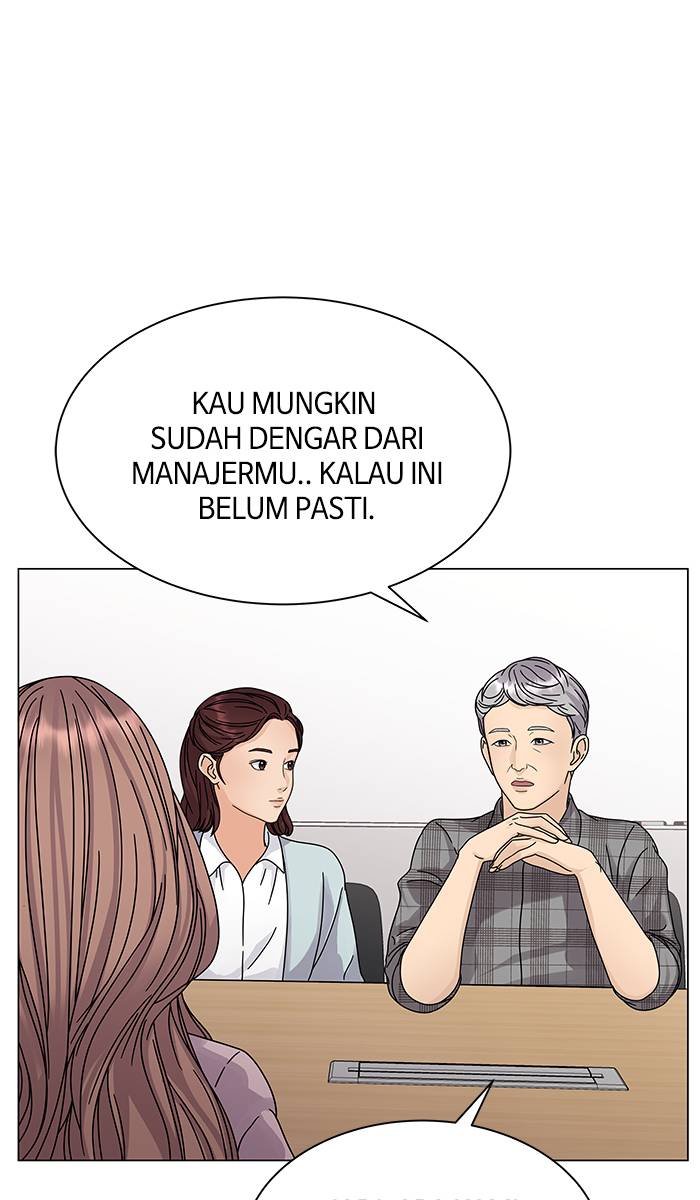 KAU MUNGKIN
SUDAH DENGAR DARI
MANAJERMU.. KALAU INI
BELUM PASTI.